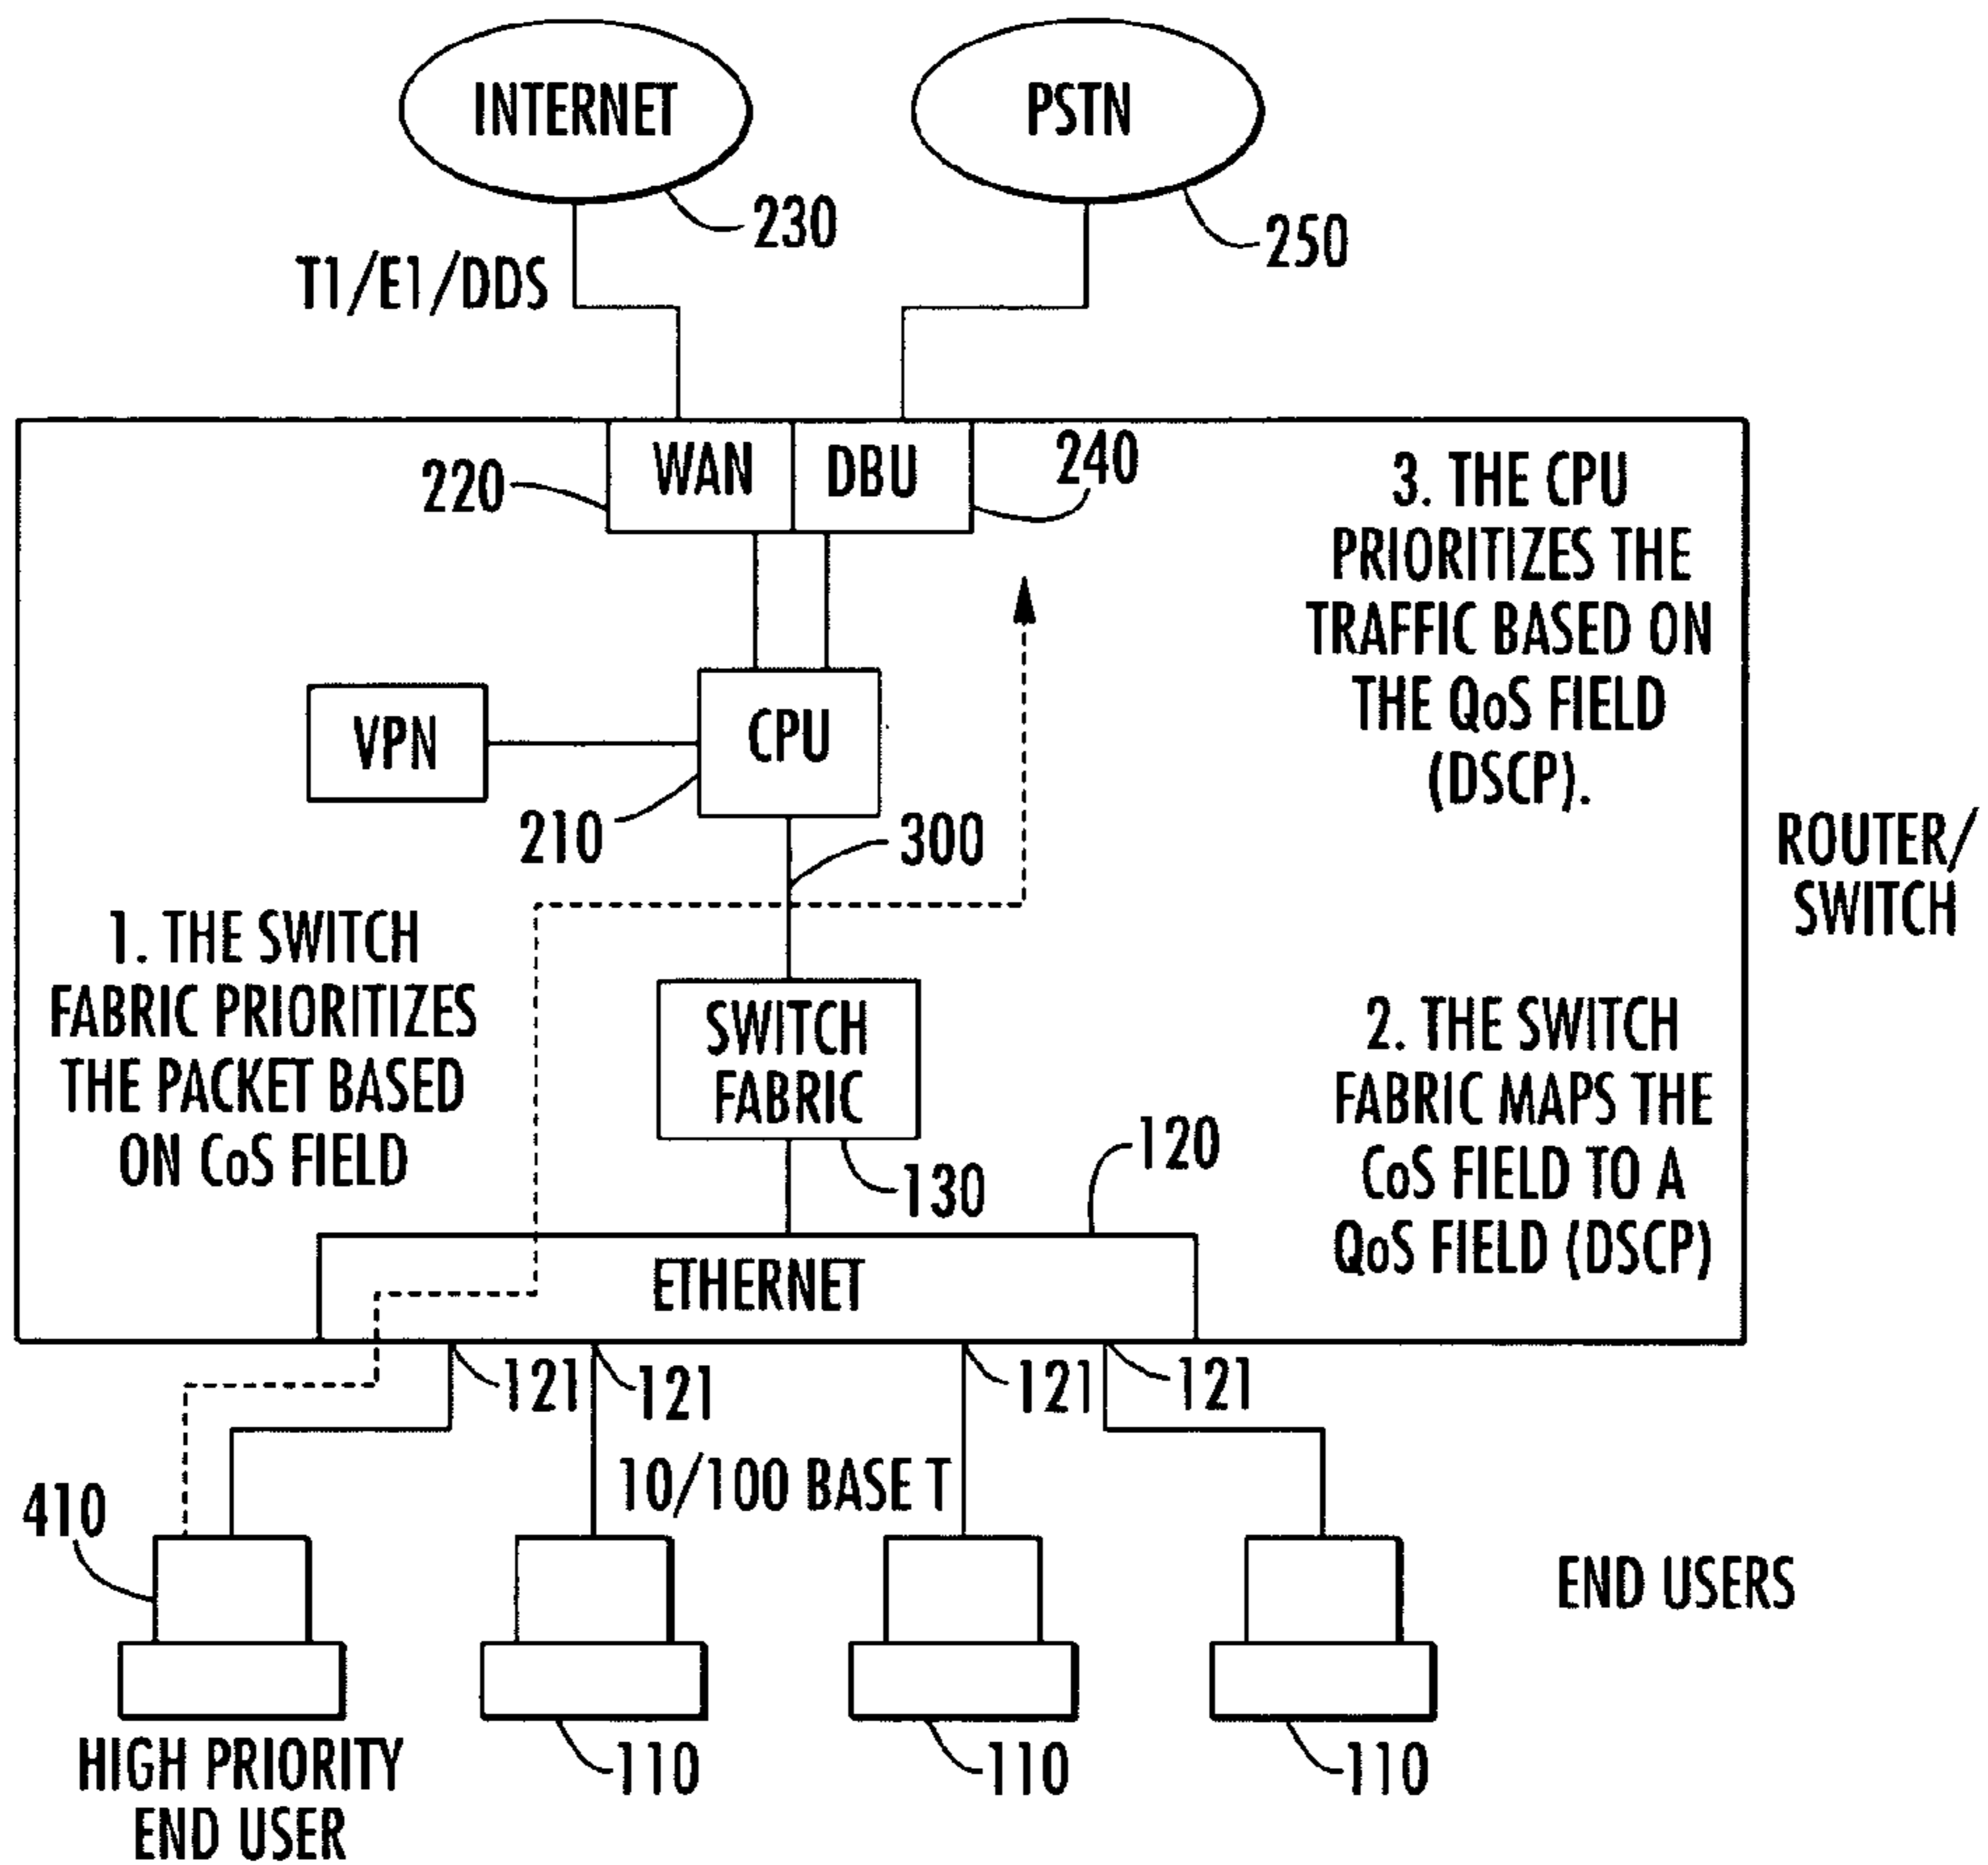 INTERNET
PSTN
230
250
T1/E1/DDS
WAN
DBU
220
240
3. THE CPU
PRIORITIZES THE
TRAFFIC BASED ON
THE QoS FIELD
(DSCP).
VPN
CPU
210
300
ROUTER/
SWITCH
1. THE SWITCH
FABRIC PRIORITIZES
THE PACKET BASED
ON CoS FIELD
SWITCH
FABRIC
2. THE SWITCH
FABRIC MAPS THE
CoS FIELD TO A
QoS FIELD (DSCP)
120
130
ETHERNET
121
121
121
121
10/100 BASE T
410
END USERS
HIGH PRIORITY
END USER
110
110
110